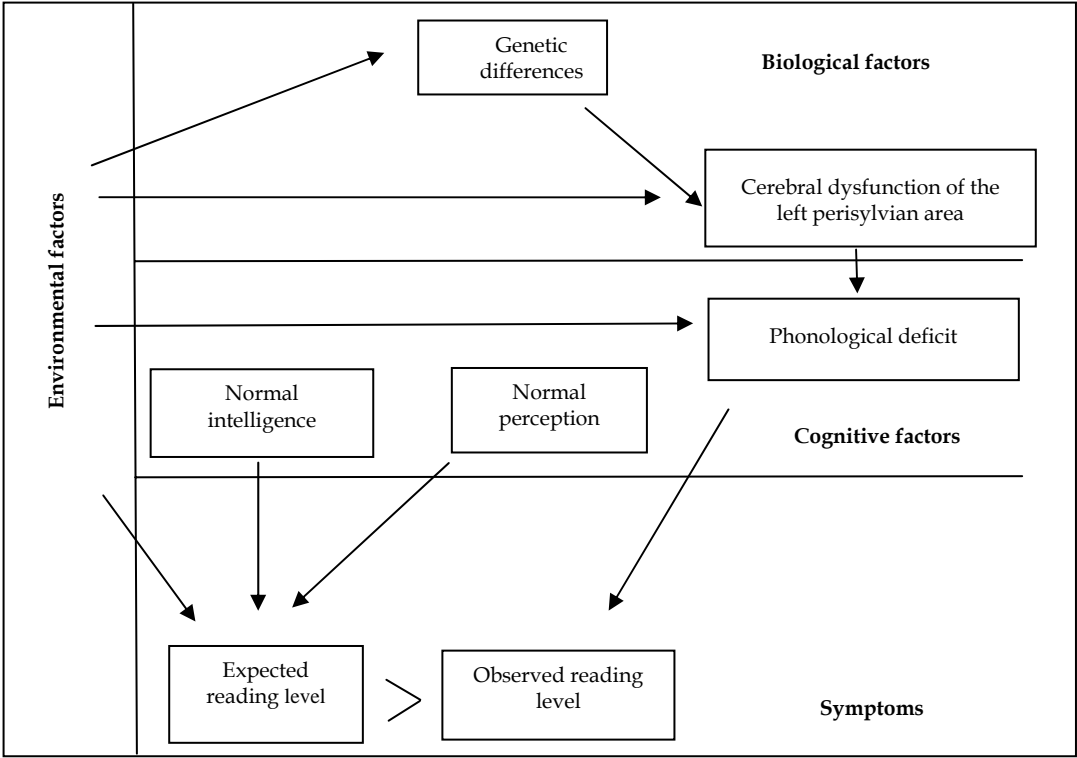 Environmental factors
Genetic
differences
Biological factors
Cerebral dysfunction of the
left perisylvian area
Phonological deficit
Normal
intelligence
Normal
perception
Cognitive factors
Expected
reading level
>
Observed reading
level
Symptoms